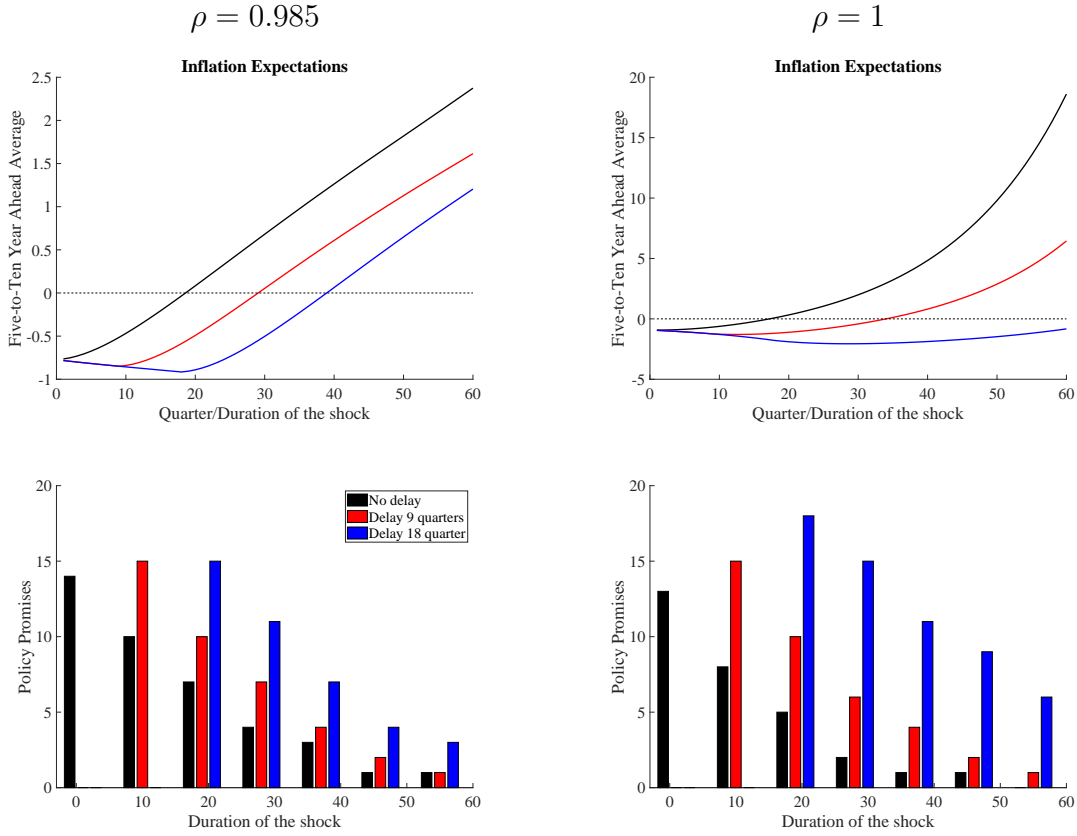 ρ = 0.985
ρ = 1
Inflation Expectations
Five-to-Ten Year Ahead Average
2.5
2
1.5
1
0.5
0
-0.5
-1
0 10 20 30 40 50 60
Quarter/Duration of the shock
Inflation Expectations
Five-to-Ten Year Ahead Average
20
15
10
5
0
-5
0 10 20 30 40 50 60
Quarter/Duration of the shock
Policy Promises
20
15
10
5
0
No delay
Delay 9 quarters
Delay 18 quarter
0 10 20 30 40 50 60
Duration of the shock
Policy Promises
20
15
10
5
0
0 10 20 30 40 50 60
Duration of the shock